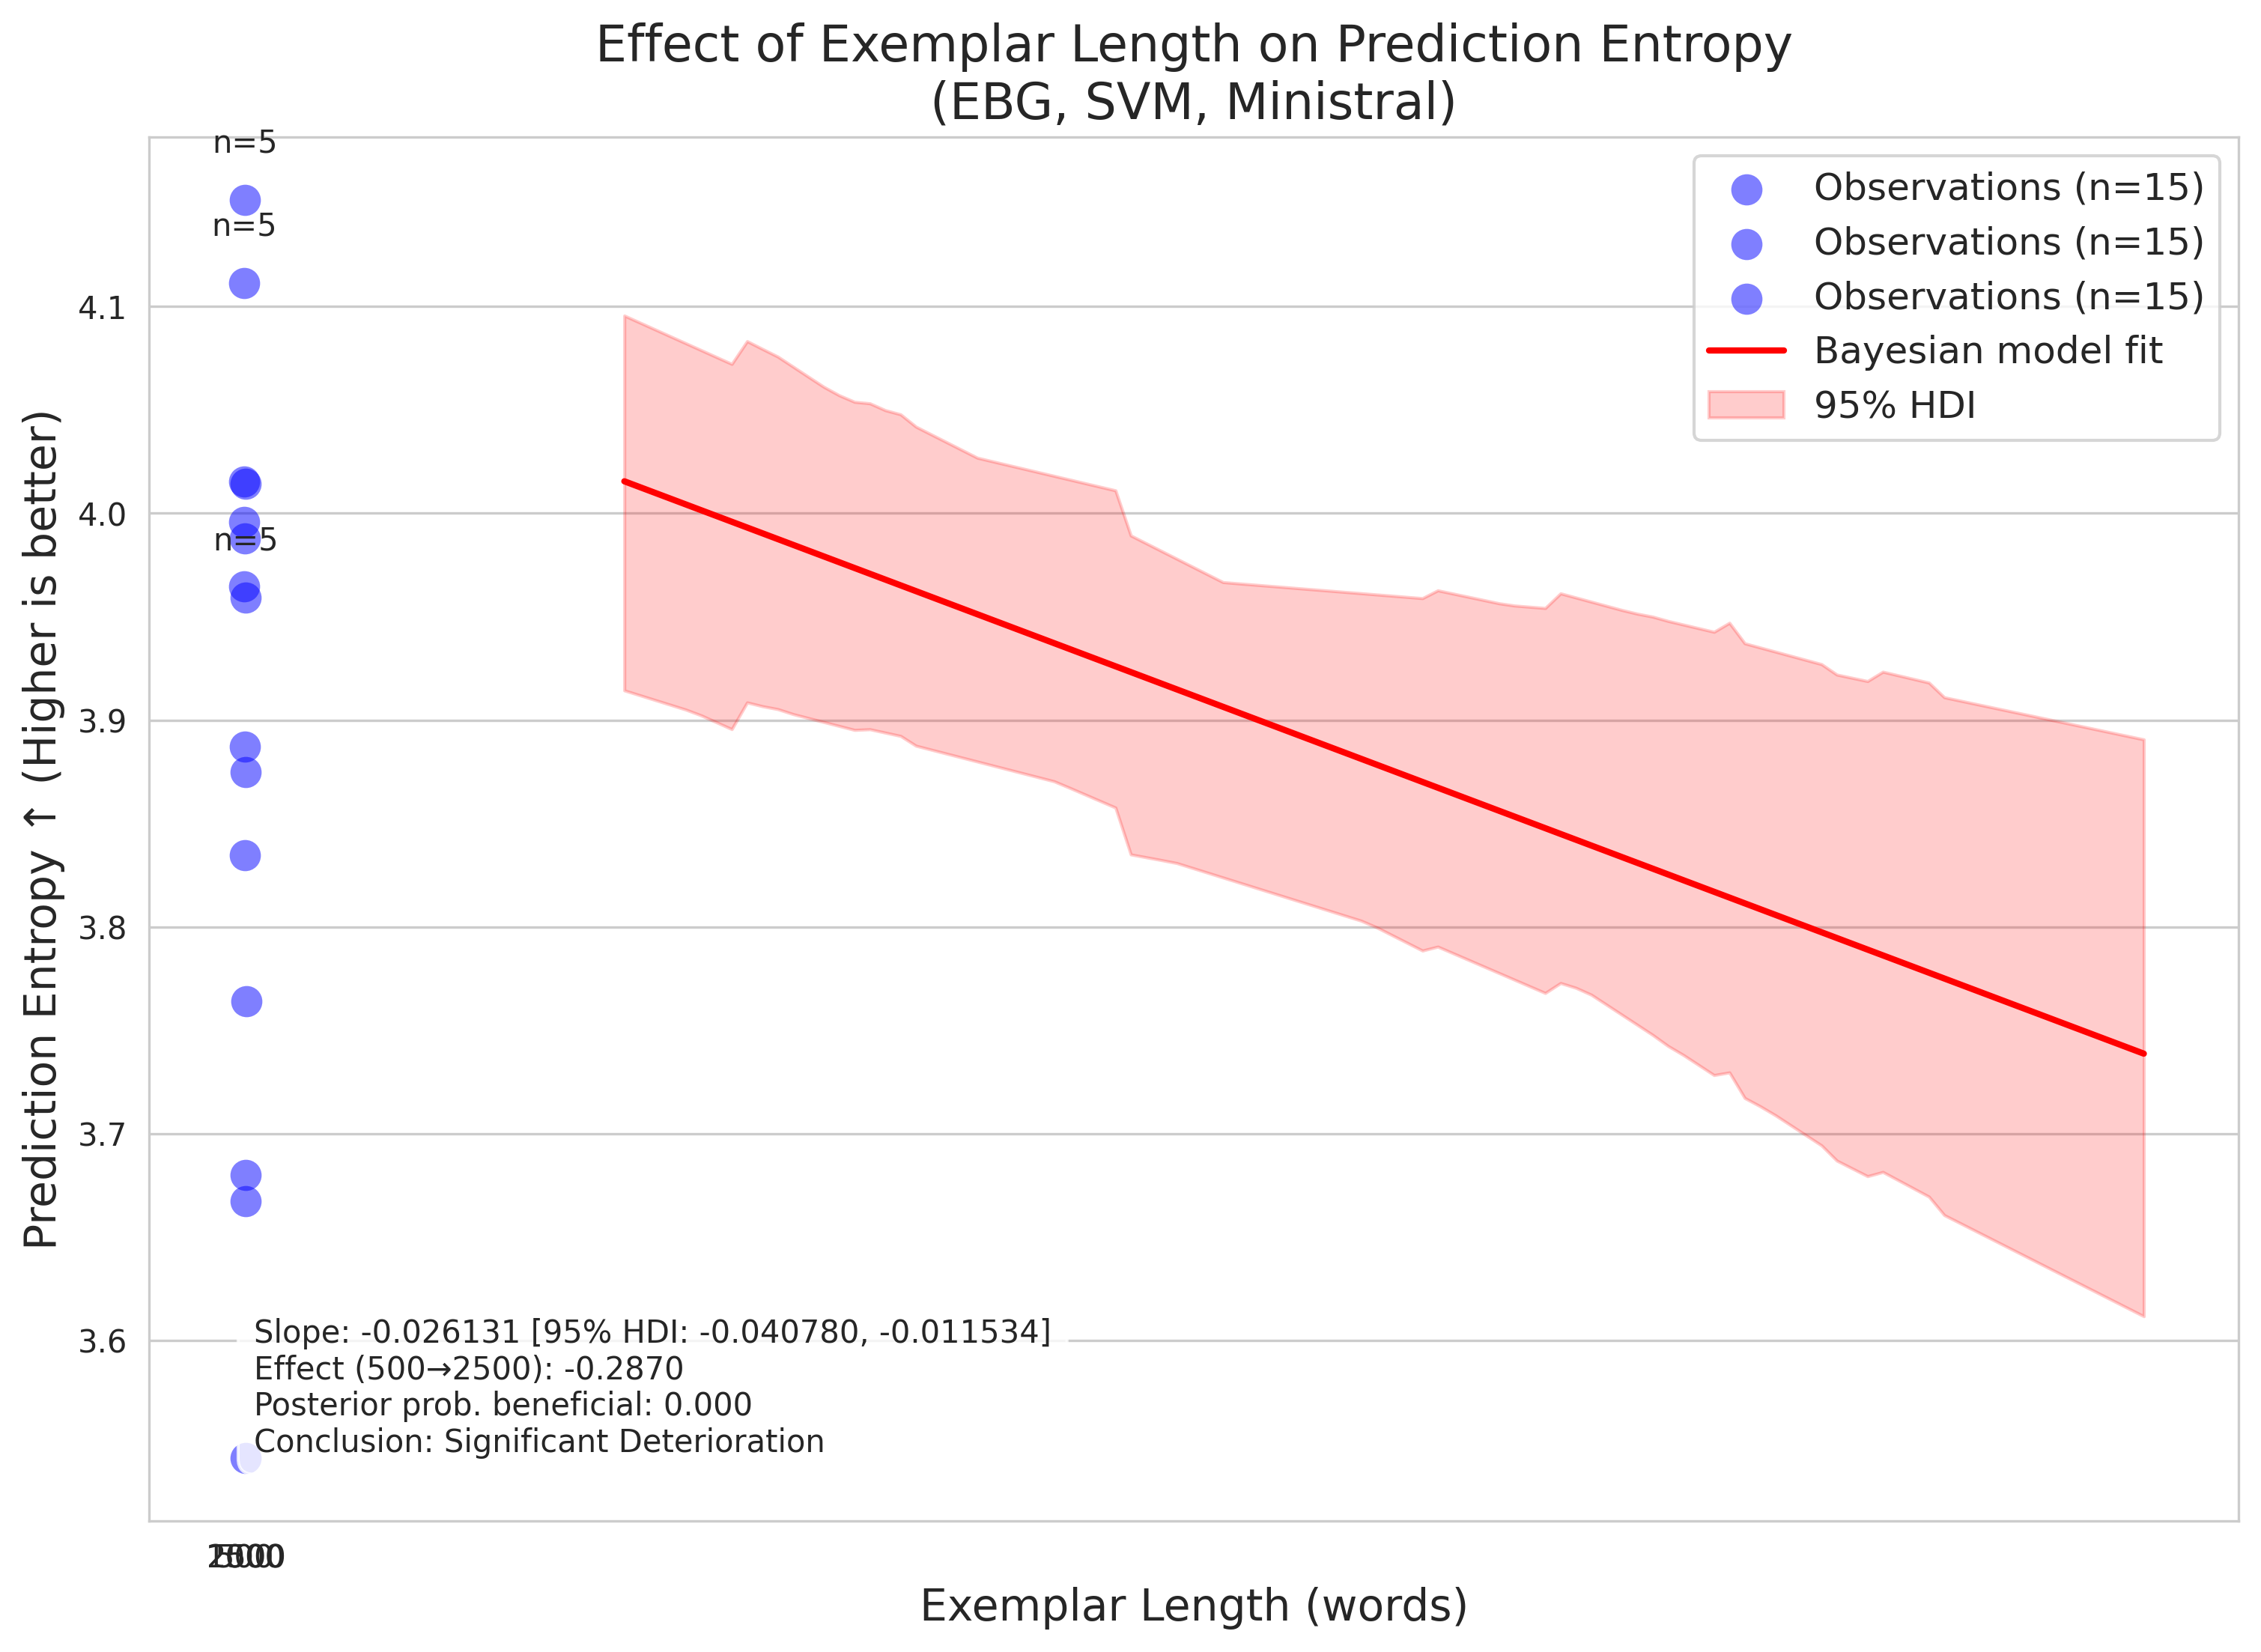 Effect of Exemplar Length on Prediction Entropy
(EBG, SVM, Ministral)
n=5
n=5
n=5
Observations (n=15)
Observations (n=15)
Observations (n=15)
Bayesian model fit
95% HDI
Prediction Entropy ↑ (Higher is better)
4.1
4.0
3.9
3.8
3.7
3.6
Slope: -0.026131 [95% HDI: -0.040780, -0.011534]
Effect (500→2500): -0.2870
Posterior prob. beneficial: 0.000
Conclusion: Significant Deterioration
Exemplar Length (words)